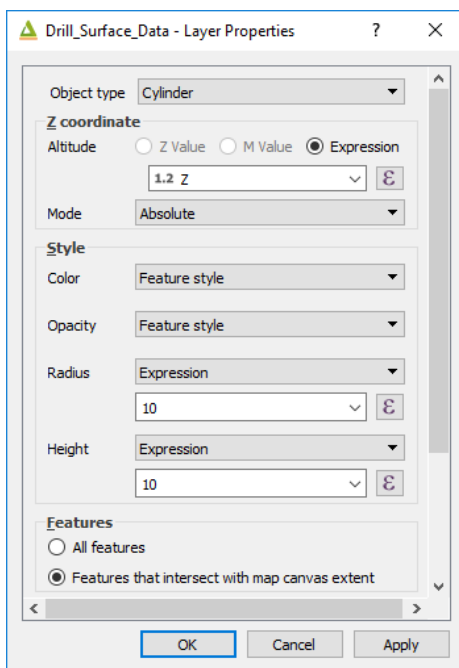 Drill_Surface_Data - Layer Properties ?
Object type Cylinder
Z coordinate
Altitude Z Value M Value Expression
1.2 Z ε
Mode Absolute
Style
Color Feature style
Opacity Feature style
Radius Expression
10 ε
Height Expression
10 ε
Features
All features
Features that intersect with map canvas extent
OK Cancel Apply